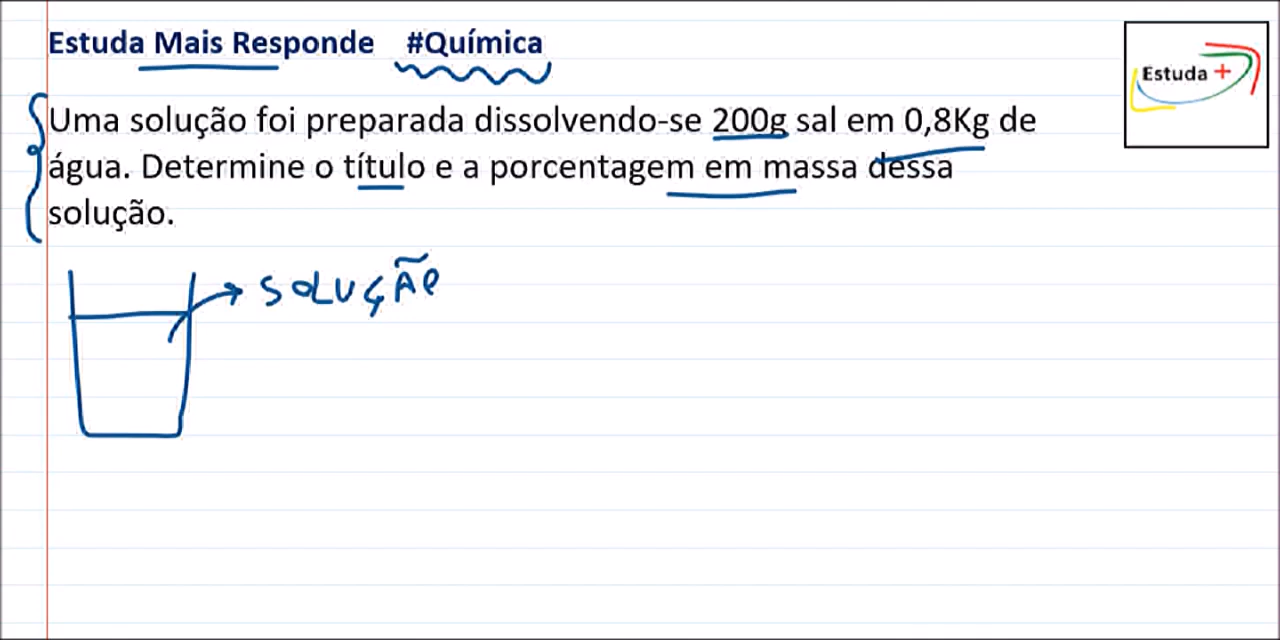 Estuda Mais Responde #Química
Estuda +
Uma solução foi preparada dissolvendo-se 200g sal em 0,8Kg de
água. Determine o título e a porcentagem em massa dessa
solução.
SOLUÇÃO